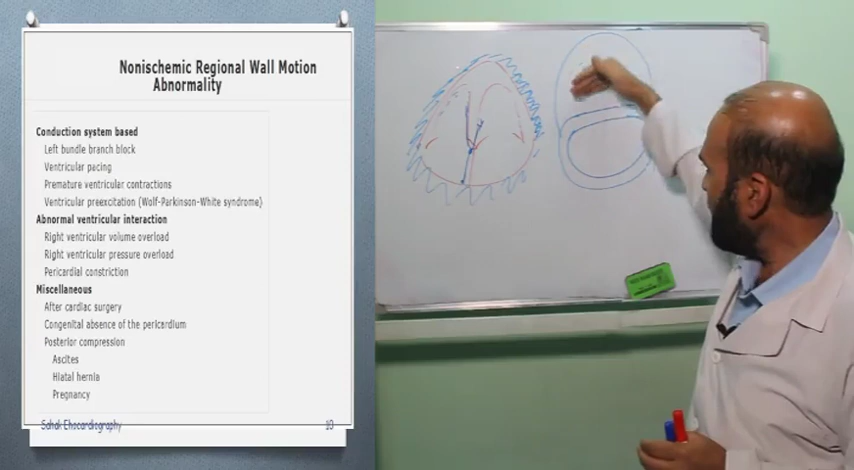 Nonischemic Regional Wall Motion
Abnormality
Conduction system based
Left bundle branch block
Ventricular pacing
Premature ventricular contractions
Ventricular preexcitation (Wolf-Parkinson-White syndrome)
Abnormal ventricular interaction
Right ventricular volume overload
Right ventricular pressure overload
Pericardial constriction
Miscellaneous
After cardiac surgery
Congenital absence of the pericardium
Posterior compression
Ascites
Hiatal hernia
Pregnancy
Sahak Ehocardiography
10